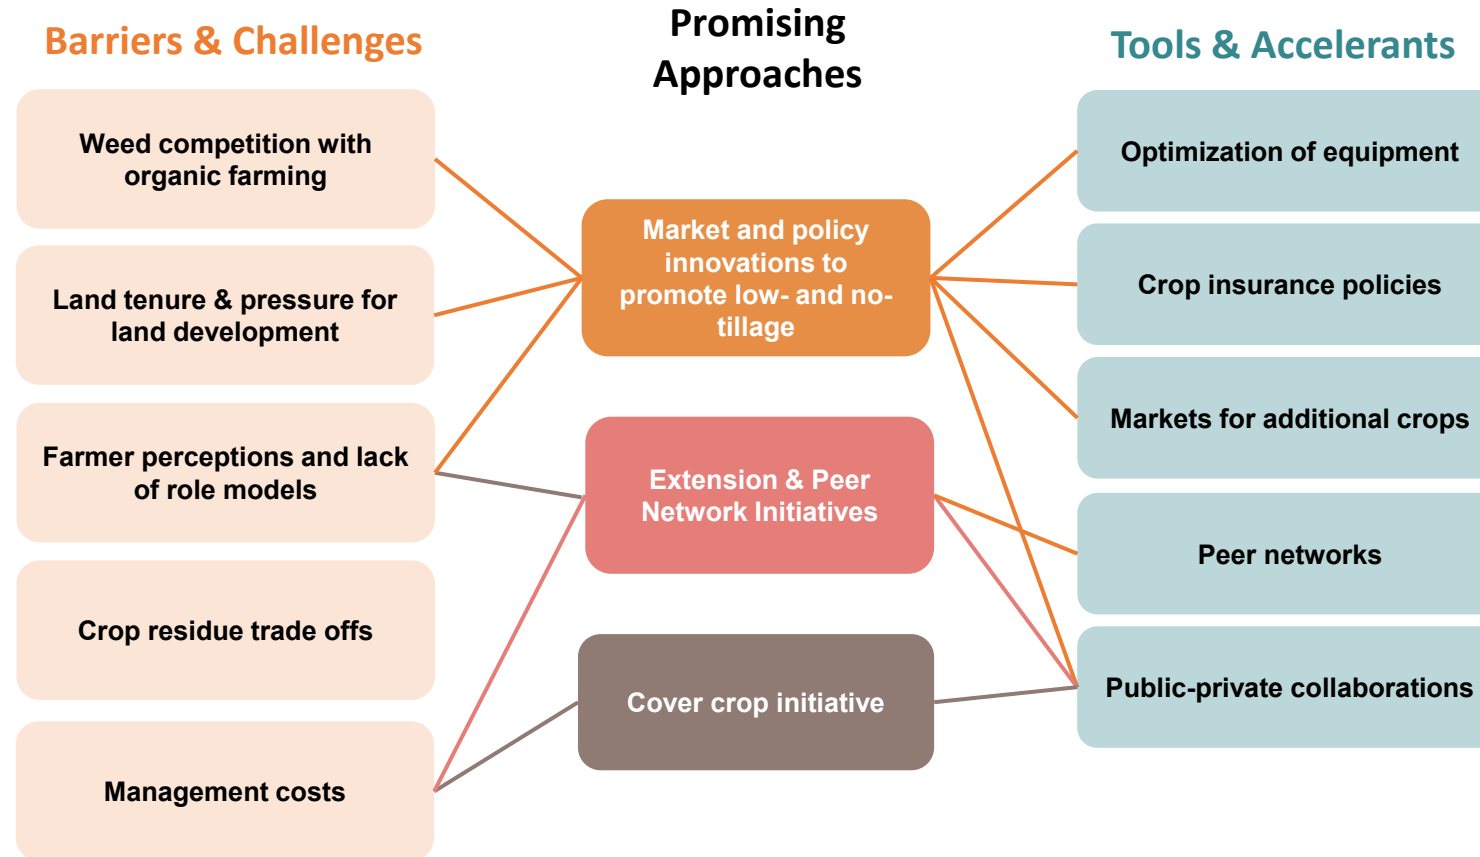 Barriers & Challenges
Weed competition with
organic farming
Land tenure & pressure for
land development
Farmer perceptions and lack
of role models
Crop residue trade offs
Management costs
Promising
Approaches
Market and policy
innovations to
promote low- and no-
tillage
Extension & Peer
Network Initiatives
Cover crop initiative
Tools & Accelerants
Optimization of equipment
Crop insurance policies
Markets for additional crops
Peer networks
Public-private collaborations